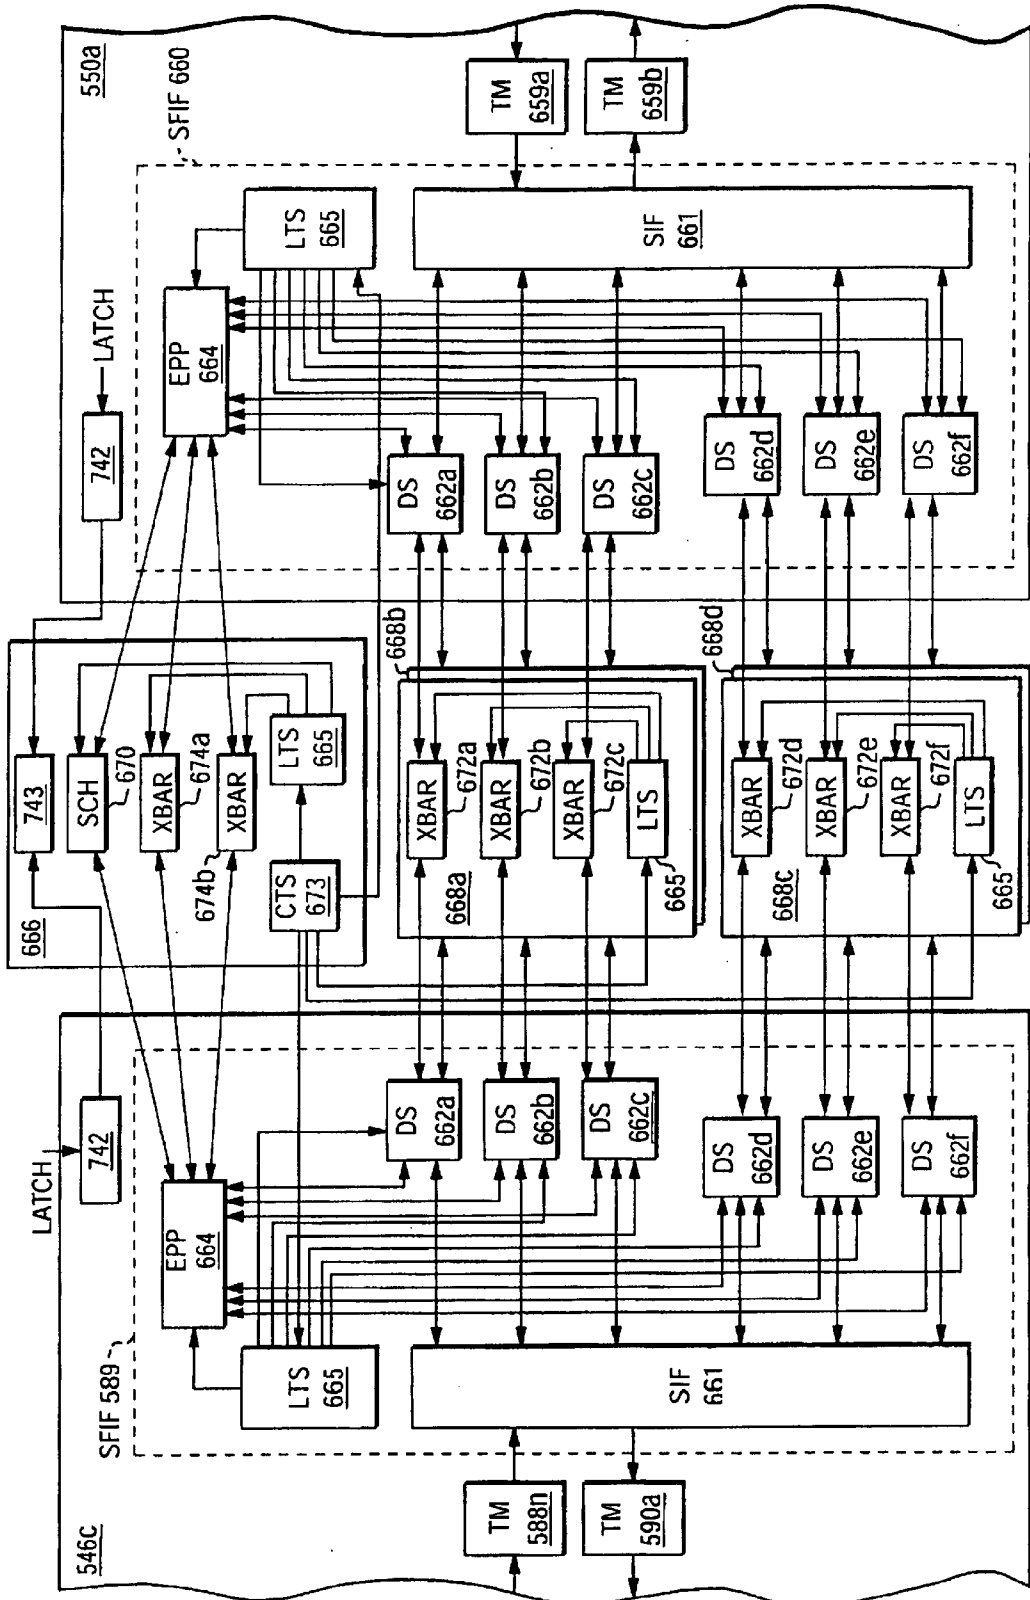 546C
LATCH
742
SFIF 589
EPP
664
LTS
665
DS
662a
DS
662b
DS
662c
DS
662d
DS
662e
DS
662f
SIF
661
TM
588n
TM
590a
666
743
SCH
670
XBAR
674a
XBAR
674b
LTS
665
CTS
673
668b
668a
XBAR
672a
XBAR
672b
XBAR
672c
LTS
665
668d
668c
XBAR
672d
XBAR
672e
XBAR
672f
LTS
665
550a
SFIF 660
LATCH
742
EPP
664
LTS
665
DS
662a
DS
662b
DS
662c
DS
662d
DS
662e
DS
662f
SIF
661
TM
659a
TM
659b